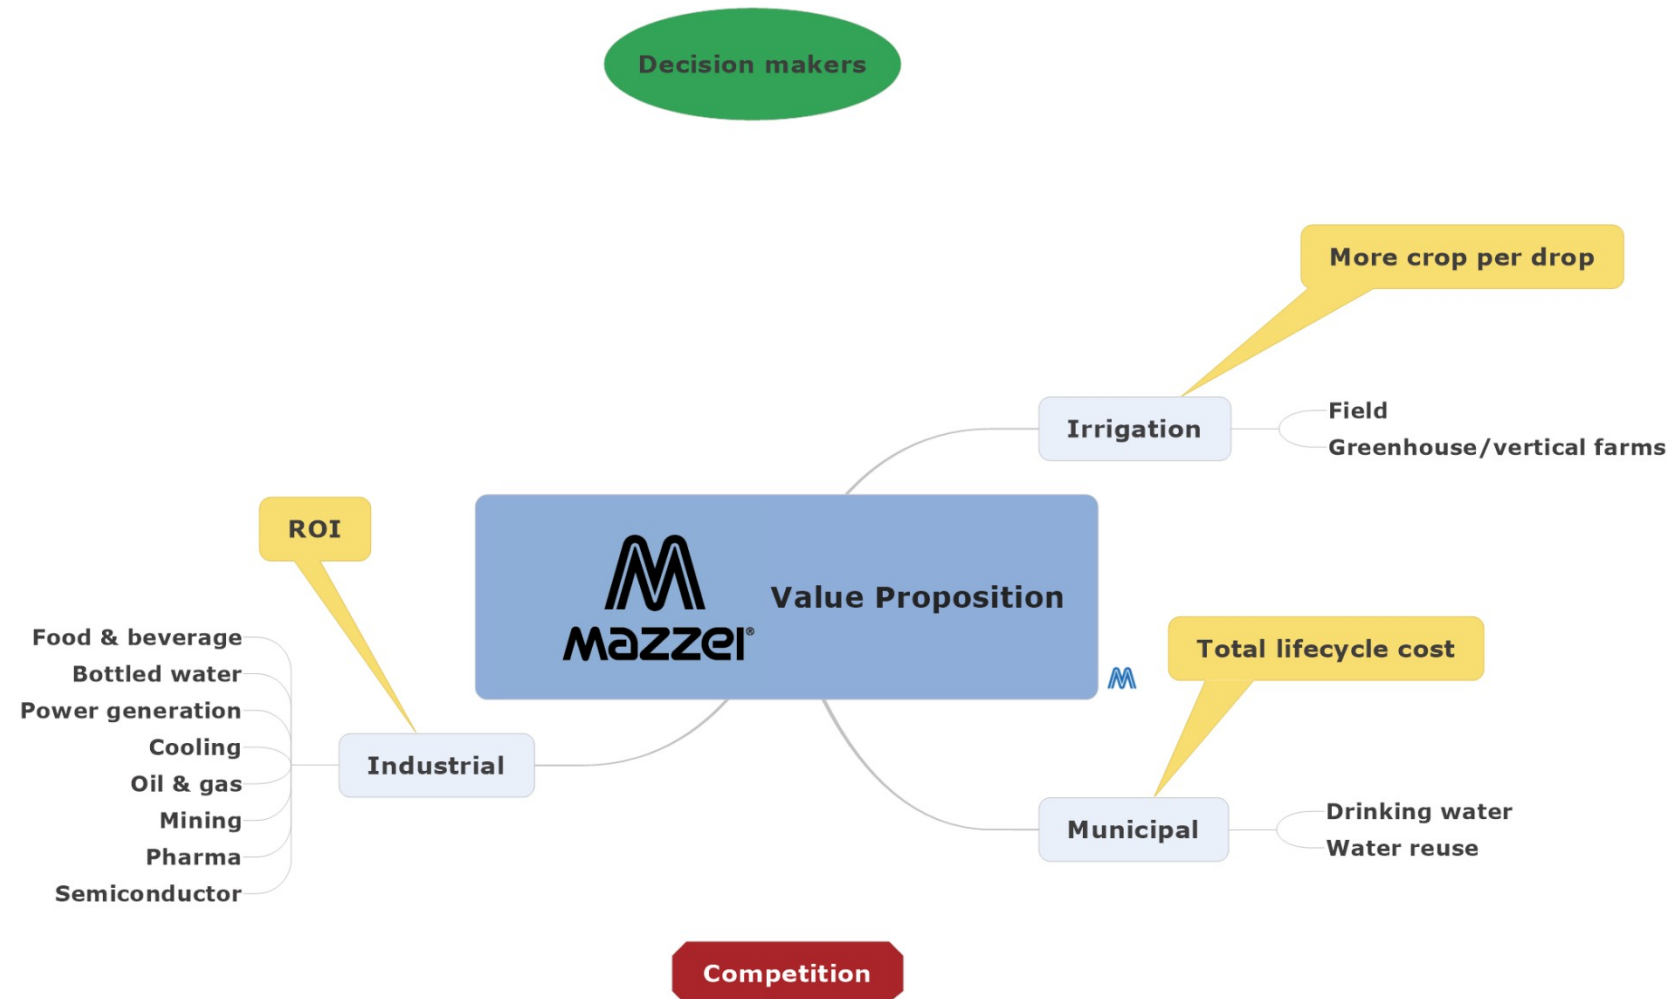 Decision makers
More crop per drop
Irrigation
Field
Greenhouse/vertical farms
ROI
mazzei®
Value Proposition
Total lifecycle cost
Food & beverage
Bottled water
Power generation
Cooling
Oil & gas
Mining
Pharma
Semiconductor
Industrial
Municipal
Drinking water
Water reuse
Competition